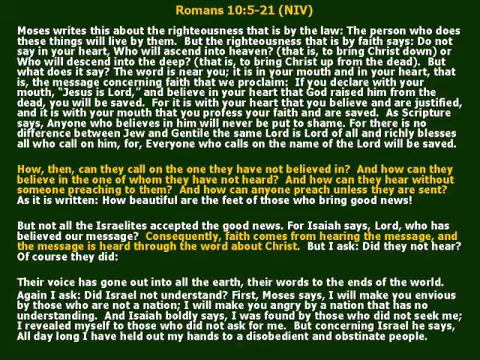 Romans 10:5-21 (NIV)
Moses writes this about the righteousness that is by the law: The person who does
these things will live by them.  But the righteousness that is by faith says: Do not
say in your heart, Who will ascend into heaven? (that is, to bring Christ down) or
Who will descend into the deep? (that is, to bring Christ up from the dead).  But
what does it say? The word is near you; it is in your mouth and in your heart, that
is, the message concerning faith that we proclaim:  If you declare with your
mouth, “Jesus is Lord,” and believe in your heart that God raised him from the
dead, you will be saved.  For it is with your heart that you believe and are justified,
and it is with your mouth that you profess your faith and are saved.  As Scripture
says, Anyone who believes in him will never be put to shame.  For there is no
difference between Jew and Gentile the same Lord is Lord of all and richly blesses
all who call on him, for, Everyone who calls on the name of the Lord will be saved.
How, then, can they call on the one they have not believed in?  And how can they
believe in the one of whom they have not heard?  And how can they hear without
someone preaching to them?  And how can anyone preach unless they are sent?
As it is written: How beautiful are the feet of those who bring good news!
But not all the Israelites accepted the good news. For Isaiah says, Lord, who has
believed our message?  Consequently, faith comes from hearing the message, and
the message is heard through the word about Christ.  But I ask: Did they not hear?
Of course they did:
Their voice has gone out into all the earth, their words to the ends of the world.
Again I ask: Did Israel not understand? First, Moses says, I will make you envious
by those who are not a nation; I will make you angry by a nation that has no
understanding.  And Isaiah boldly says, I was found by those who did not seek me;
I revealed myself to those who did not ask for me.  But concerning Israel he says,
All day long I have held out my hands to a disobedient and obstinate people.